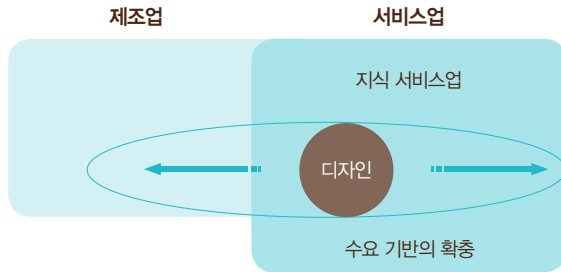 제조업
서비스업
지식 서비스업
디자인
수요 기반의 확충